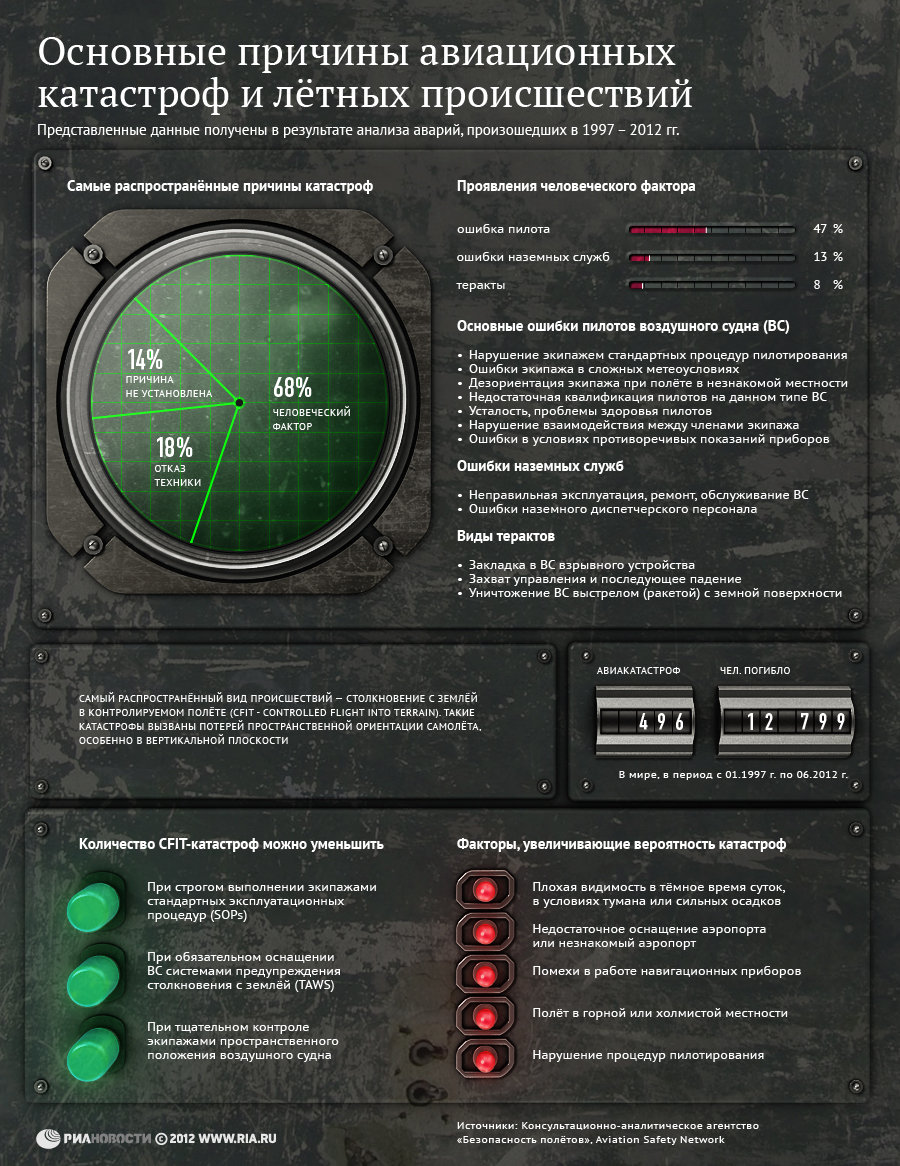 Основные причины авиационных
катастроф и лётных происшествий
Представленные данные получены в результате анализа аварий, произошедших в 1997 – 2012 гг.
Самые распространённые причины катастроф
14%
ПРИЧИНА
НЕ УСТАНОВЛЕНА
68%
ЧЕЛОВЕЧЕСКИЙ
ФАКТОР
18%
ОТКАЗ
ТЕХНИКИ
Проявления человеческого фактора
ошибка пилота 47 %
ошибки наземных служб 13 %
теракты 8 %
Основные ошибки пилотов воздушного судна (ВС)
• Нарушение экипажем стандартных процедур пилотирования
• Ошибки экипажа в сложных метеоусловиях
• Дезориентация экипажа при полёте в незнакомой местности
• Недостаточная квалификация пилотов на данном типе ВС
• Усталость, проблемы здоровья пилотов
• Нарушение взаимодействия между членами экипажа
• Ошибки в условиях противоречивых показаний приборов
Ошибки наземных служб
• Неправильная эксплуатация, ремонт, обслуживание ВС
• Ошибки наземного диспетчерского персонала
Виды терактов
• Закладка в ВС взрывного устройства
• Захват управления и последующее падение
• Уничтожение ВС выстрелом (ракетой) с земной поверхности
САМЫЙ РАСПРОСТРАНЁННЫЙ ВИД ПРОИСШЕСТВИЙ — СТОЛКНОВЕНИЕ С ЗЕМЛЁЙ
В КОНТРОЛИРУЕМОМ ПОЛЁТЕ (CFIT - CONTROLLED FLIGHT INTO TERRAIN). ТАКИЕ
КАТАСТРОФЫ ВЫЗВАНЫ ПОТЕРЕЙ ПРОСТРАНСТВЕННОЙ ОРИЕНТАЦИИ САМОЛЁТА,
ОСОБЕННО В ВЕРТИКАЛЬНОЙ ПЛОСКОСТИ
АВИАКАТАСТРОФ
496
ЧЕЛ. ПОГИБЛО
12 799
В мире, в период с 01.1997 г. по 06.2012 г.
Количество CFIT-катастроф можно уменьшить
При строгом выполнении экипажами
стандартных эксплуатационных
процедур (SOPs)
При обязательном оснащении
ВС системами предупреждения
столкновения с землёй (TAWS)
При тщательном контроле
экипажами пространственного
положения воздушного судна
Факторы, увеличивающие вероятность катастроф
Плохая видимость в тёмное время суток,
в условиях тумана или сильных осадков
Недостаточное оснащение аэропорта
или незнакомый аэропорт
Помехи в работе навигационных приборов
Полёт в горной или холмистой местности
Нарушение процедур пилотирования
РИАНОВОСТИ © 2012 WWW.RIA.RU
Источники: Консультационно-аналитическое агентство
«Безопасность полётов», Aviation Safety Network